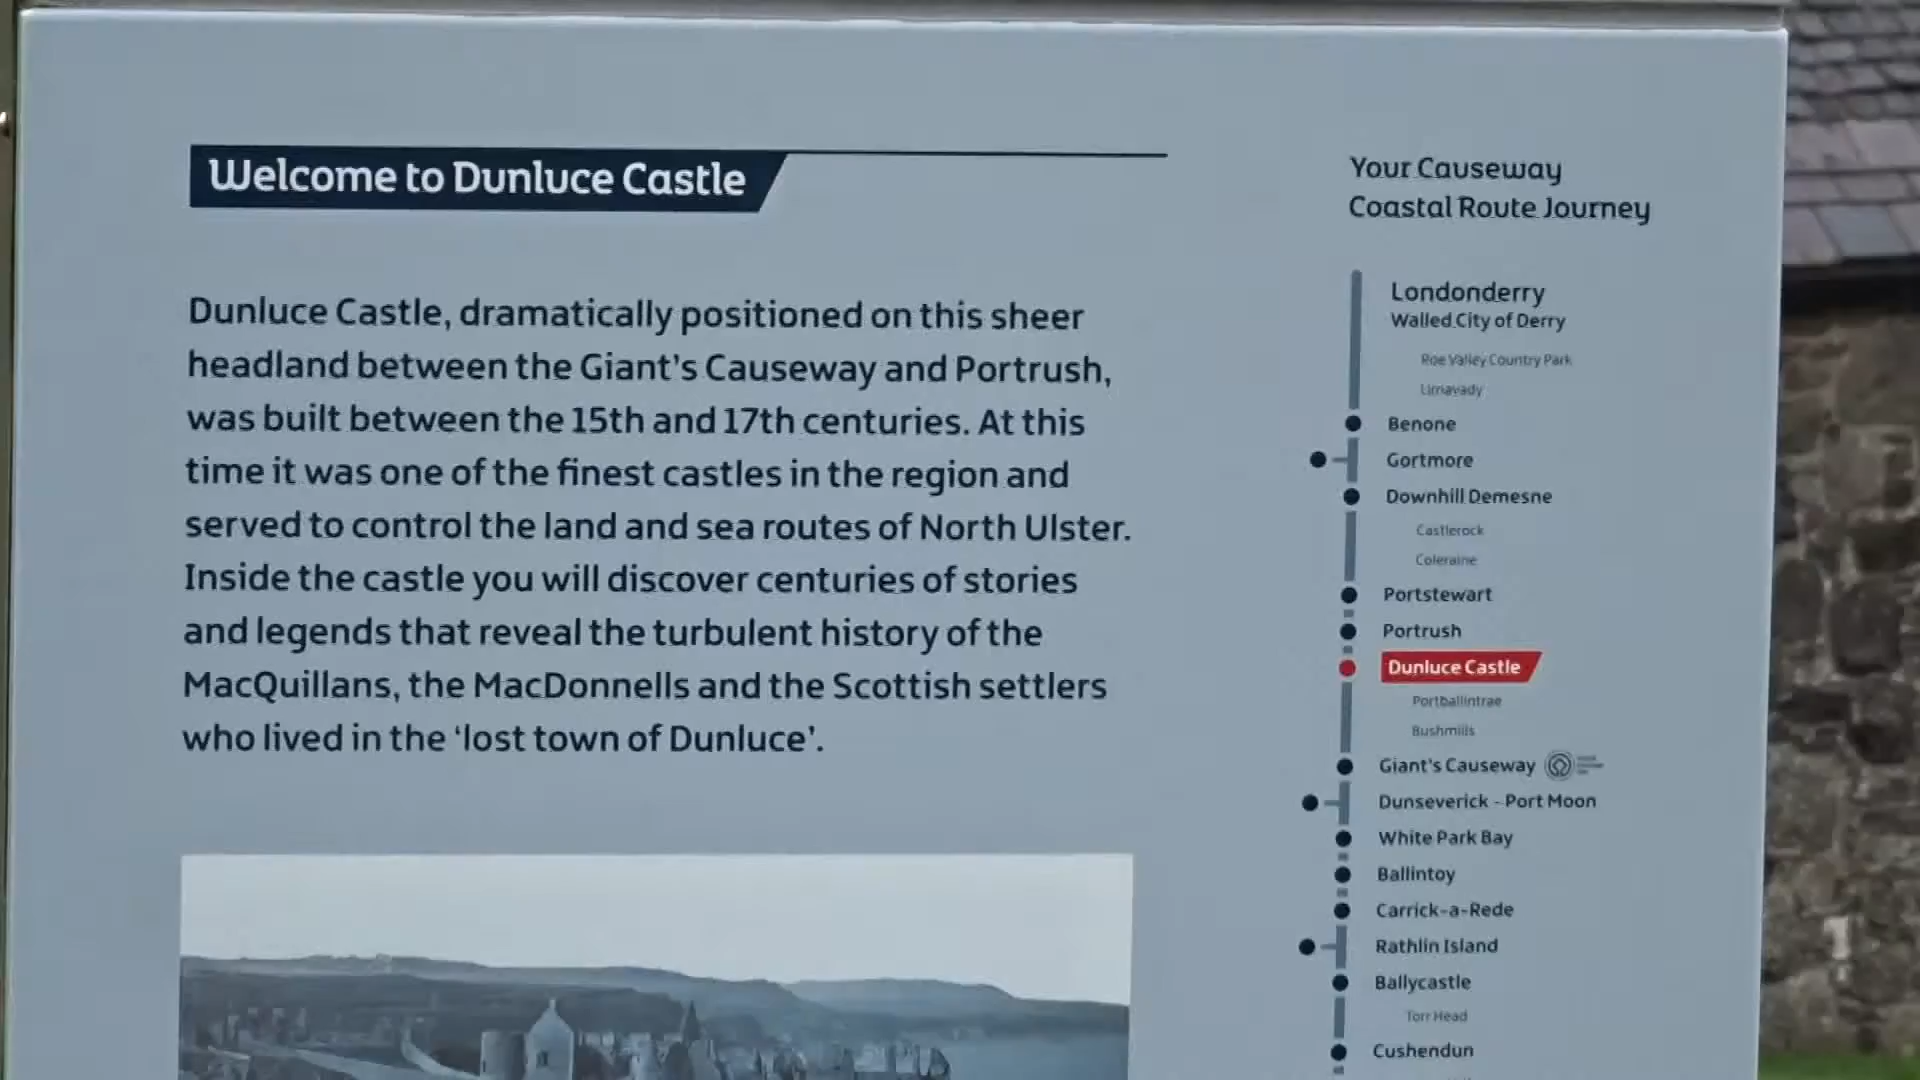 Welcome to Dunluce Castle
Dunluce Castle, dramatically positioned on this sheer
headland between the Giant's Causeway and Portrush,
was built between the 15th and 17th centuries. At this
time it was one of the finest castles in the region and
served to control the land and sea routes of North Ulster.
Inside the castle you will discover centuries of stories
and legends that reveal the turbulent history of the
MacQuillans, the MacDonnells and the Scottish settlers
who lived in the ‘lost town of Dunluce’.
Your Causeway
Coastal Route Journey
Londonderry
Walled City of Derry
Roe Valley Country Park
Limavady
Benone
Gortmore
Downhill Demesne
Castlerock
Coleraine
Portstewart
Portrush
Dunluce Castle
Portballintrae
Bushmills
Giant's Causeway
Dunseverick - Port Moon
White Park Bay
Ballintoy
Carrick-a-Rede
Rathlin Island
Ballycastle
Torr Head
Cushendun